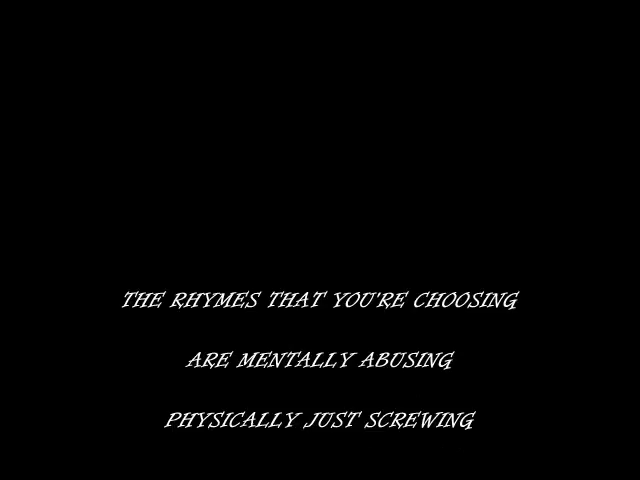 THE RHYMES THAT YOU'RE CHOOSING
ARE MENTALLY ABUSING
PHYSICALLY JUST SCREWING